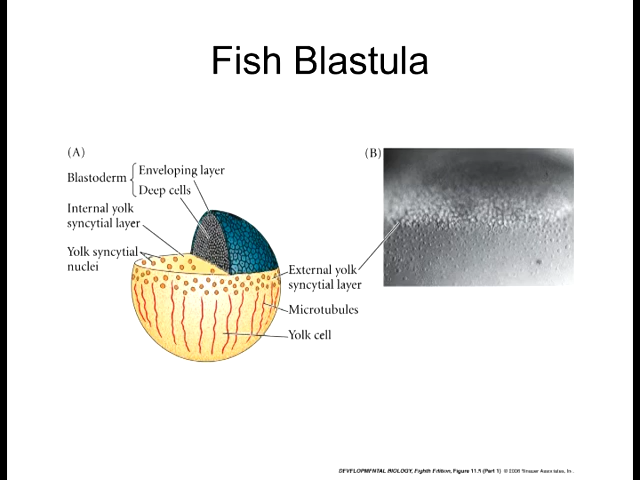 Fish Blastula
(A)
Blastoderm
Enveloping layer
Deep cells
Internal yolk
syncytial layer
Yolk syncytial
nuclei
(B)
External yolk
syncytial layer
Microtubules
Yolk cell
DEVELOPMENTAL BIOLOGY, Eighth Edition, Figure 11.5 (Part 1) © 2006 Sinauer Associates, Inc.